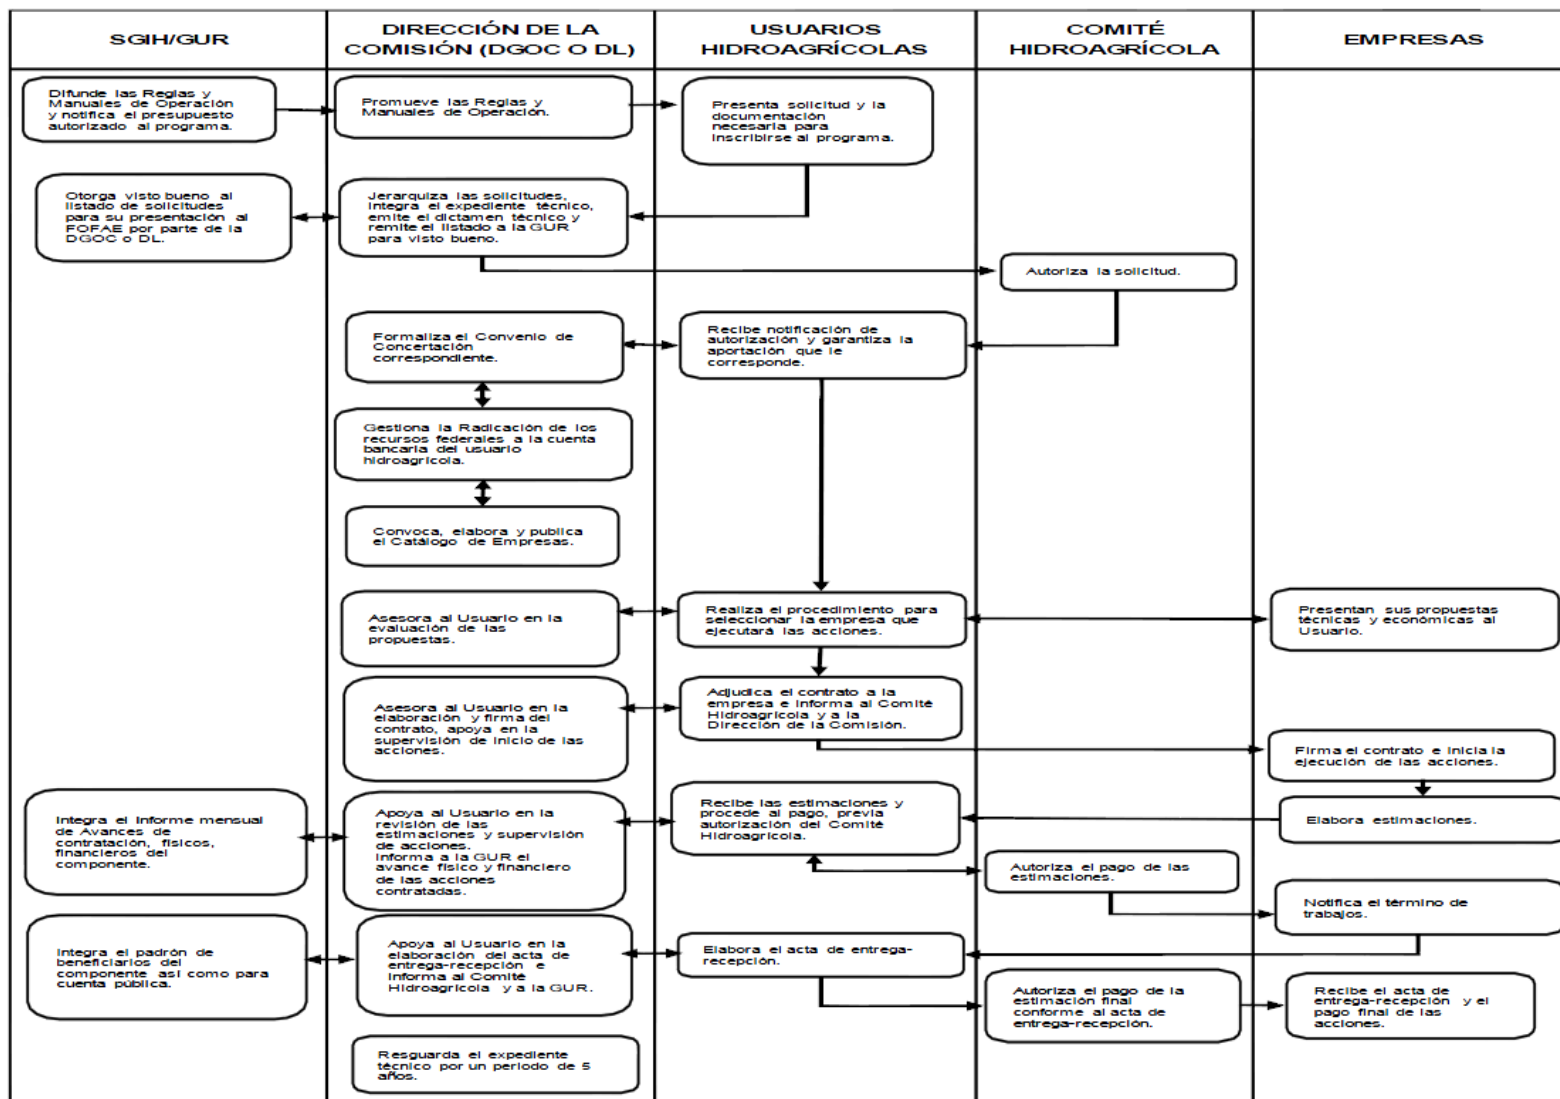 SGIH/GUR
DIRECCIÓN DE LA
COMISIÓN (DGOC O DL)
USUARIOS
HIDROAGRÍCOLAS
COMITÉ
HIDROAGRÍCOLA
EMPRESAS
Difunde las Reglas y
Manuales de Operación
y notifica el presupuesto
autorizado al programa.
Promueve las Reglas y
Manuales de Operación.
Presenta solicitud y la
documentación
necesaria para
inscribirse al programa.
Otorga visto bueno al
listado de solicitudes
para su presentación al
FOFAE por parte de la
DGOC o DL.
Jerarquiza las solicitudes,
integra el expediente técnico,
emite el dictamen técnico y
remite el listado a la GUR
para visto bueno.
Autoriza la solicitud.
Formaliza el Convenio de
Concertación
correspondiente.
Recibe notificación de
autorización y garantiza la
aportación que le
corresponde.
Gestiona la Radicación de los
recursos federales a la cuenta
bancaria del usuario
hidroagrícola.
Convoca, elabora y publica
el Catálogo de Empresas.
Asesora al Usuario en la
evaluación de las
propuestas.
Realiza el procedimiento para
seleccionar la empresa que
ejecutará las acciones.
Presentan sus propuestas
técnicas y económicas al
Usuario.
Asesora al Usuario en la
elaboración y firma del
contrato, apoya en la
supervisión de inicio de las
acciones.
Adjudica el contrato a la
empresa e informa al Comité
Hidroagrícola y a la
Dirección de la Comisión.
Firma el contrato e inicia la
ejecución de las acciones.
Integra el Informe mensual
de Avances de
contratación, físicos,
financieros del
componente.
Apoya al Usuario en la
revisión de las
estimaciones y supervisión
de acciones.
Informa a la GUR el
avance físico y financiero
de las acciones
contratadas.
Recibe las estimaciones y
procede al pago, previa
autorización del Comité
Hidroagrícola.
Elabora estimaciones.
Autoriza el pago de las
estimaciones.
Notifica el término de
trabajos.
Integra el padrón de
beneficiarios del
componente así como para
cuenta pública.
Apoya al Usuario en la
elaboración del acta de
entrega-recepción e
Informa al Comité
Hidroagrícola y a la GUR.
Elabora el acta de entrega-
recepción.
Autoriza el pago de la
estimación final
conforme al acta de
entrega-recepción.
Recibe el acta de
entrega-recepción y el
pago final de las
acciones.
Resguarda el expediente
técnico por un periodo de 5
años.